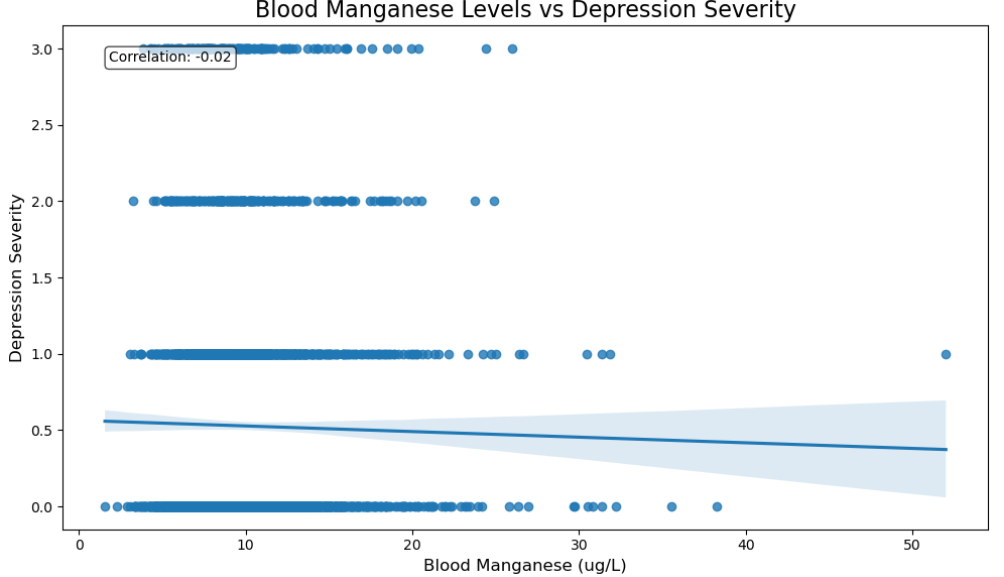 Blood Manganese Levels vs Depression Severity
Correlation: -0.02
3.0
2.5
2.0
1.5
1.0
0.5
0.0
Depression Severity
0 10 20 30 40 50
Blood Manganese (ug/L)